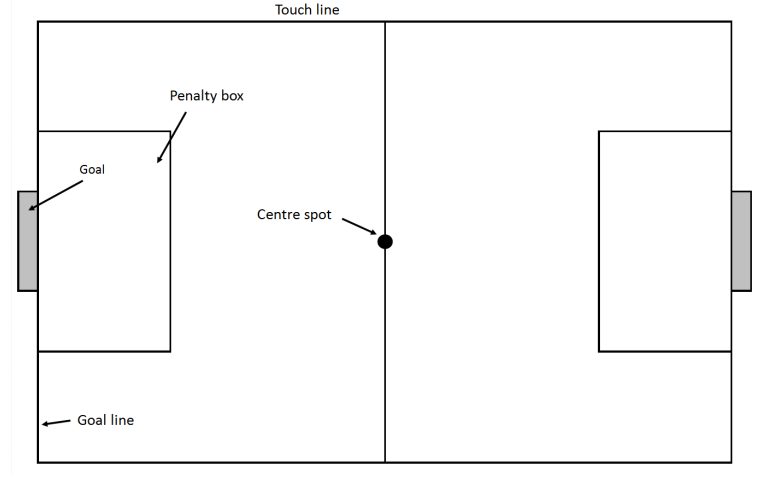 Touch line
Penalty box
Goal
Centre spot
Goal line